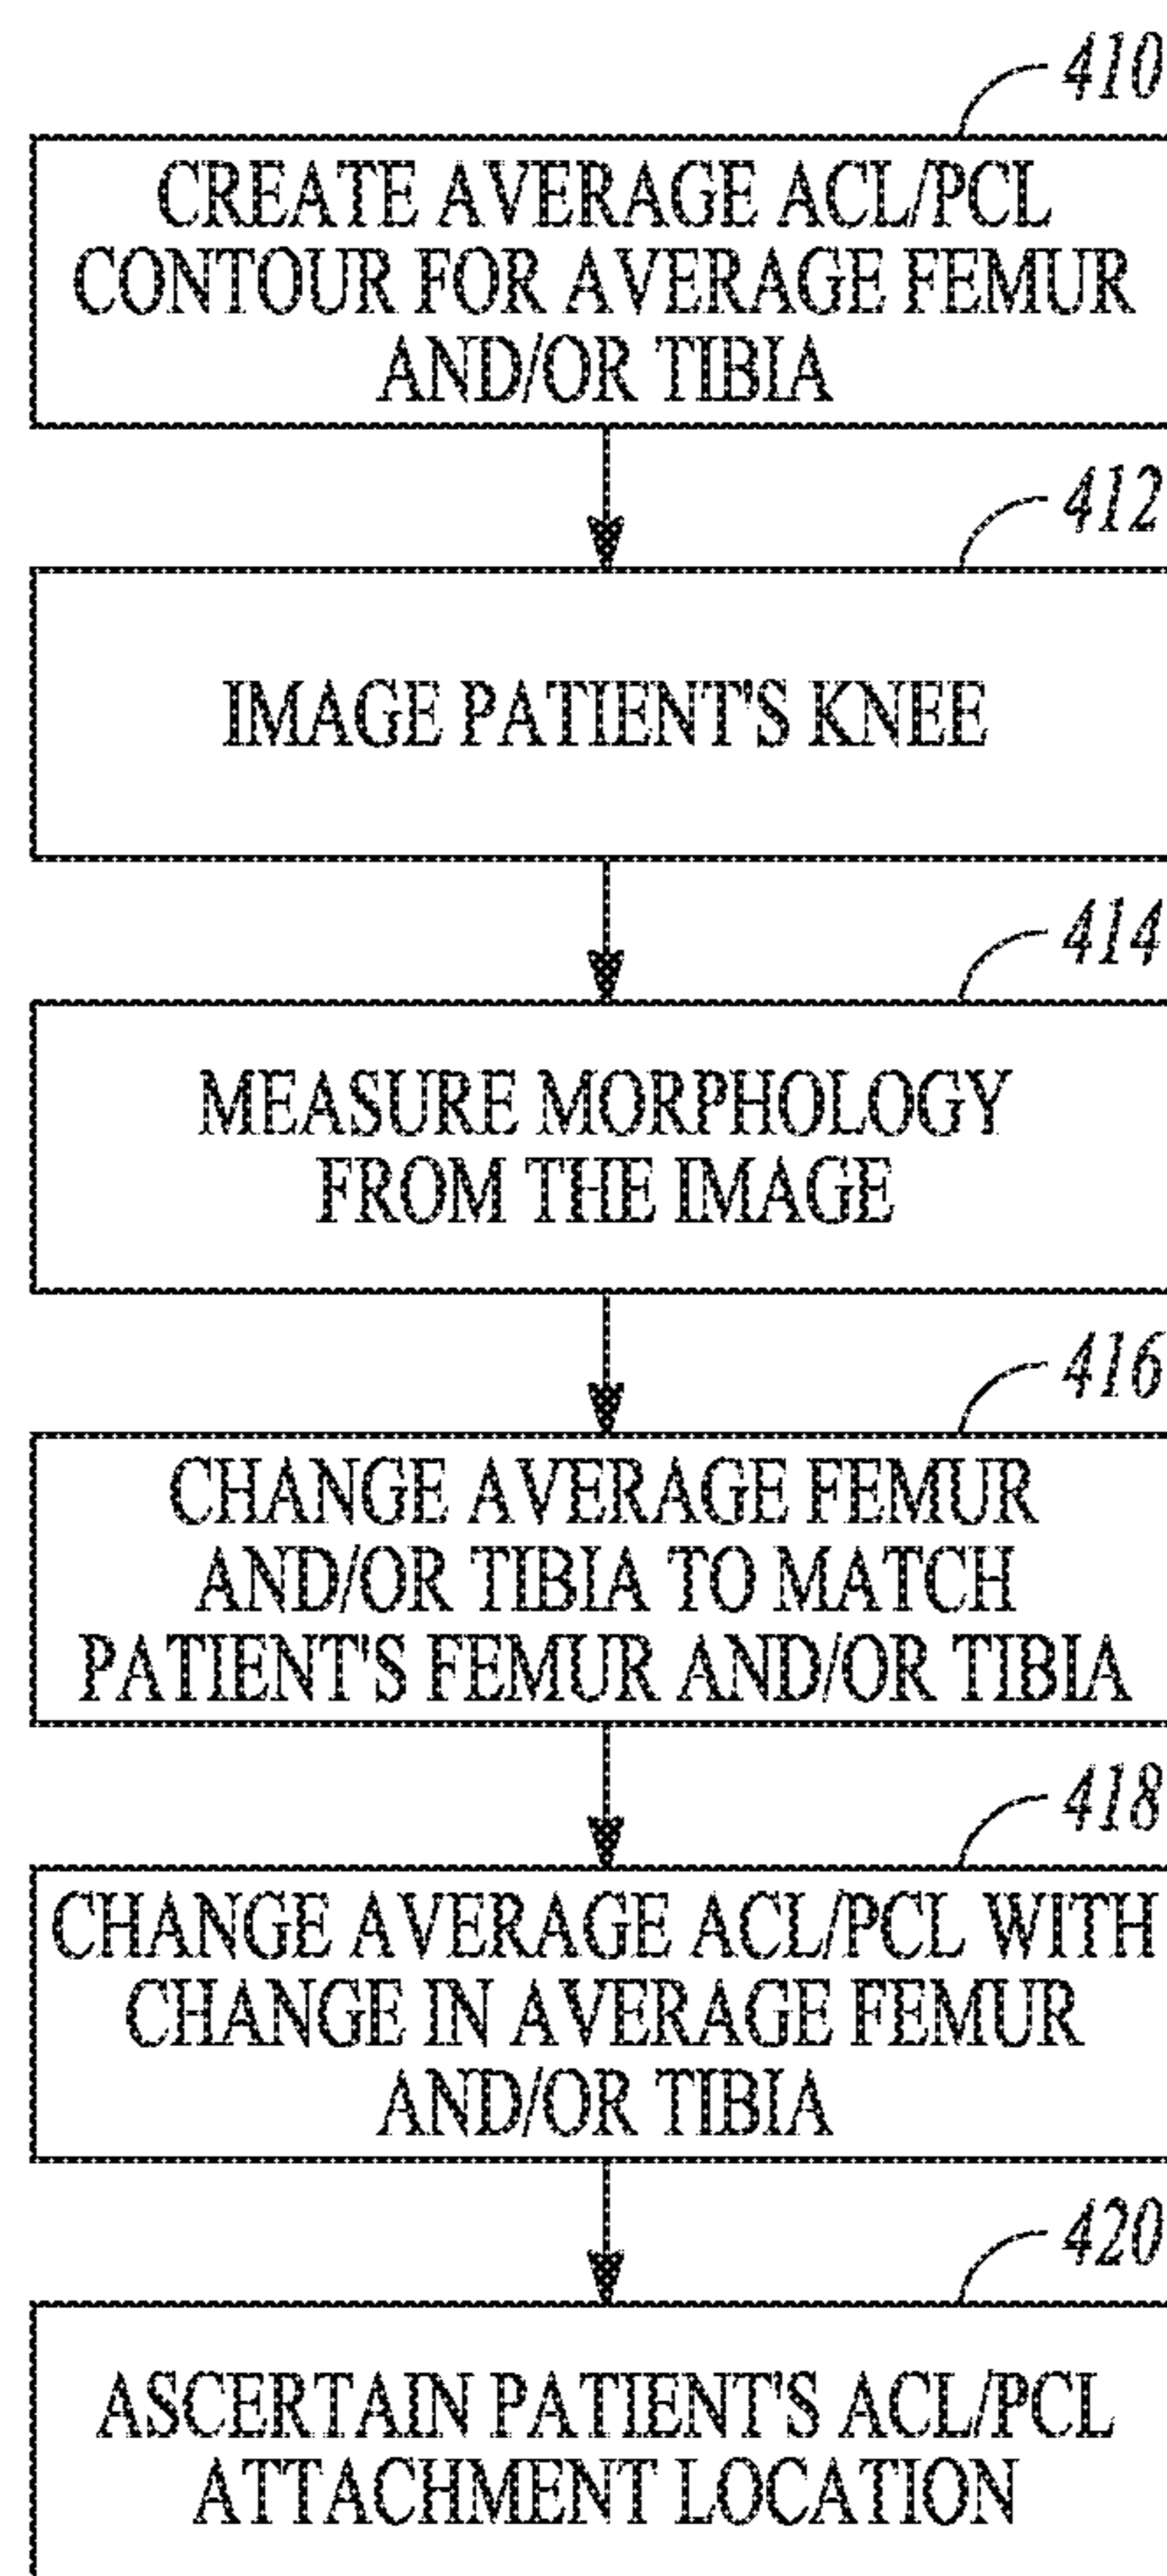 410
CREATE AVERAGE ACL/PCL
CONTOUR FOR AVERAGE FEMUR
AND/OR TIBIA
412
IMAGE PATIENT'S KNEE
414
MEASURE MORPHOLOGY
FROM THE IMAGE
416
CHANGE AVERAGE FEMUR
AND/OR TIBIA TO MATCH
PATIENT'S FEMUR AND/OR TIBIA
418
CHANGE AVERAGE ACL/PCL WITH
CHANGE IN AVERAGE FEMUR
AND/OR TIBIA
420
ASCERTAIN PATIENT'S ACL/PCL
ATTACHMENT LOCATION